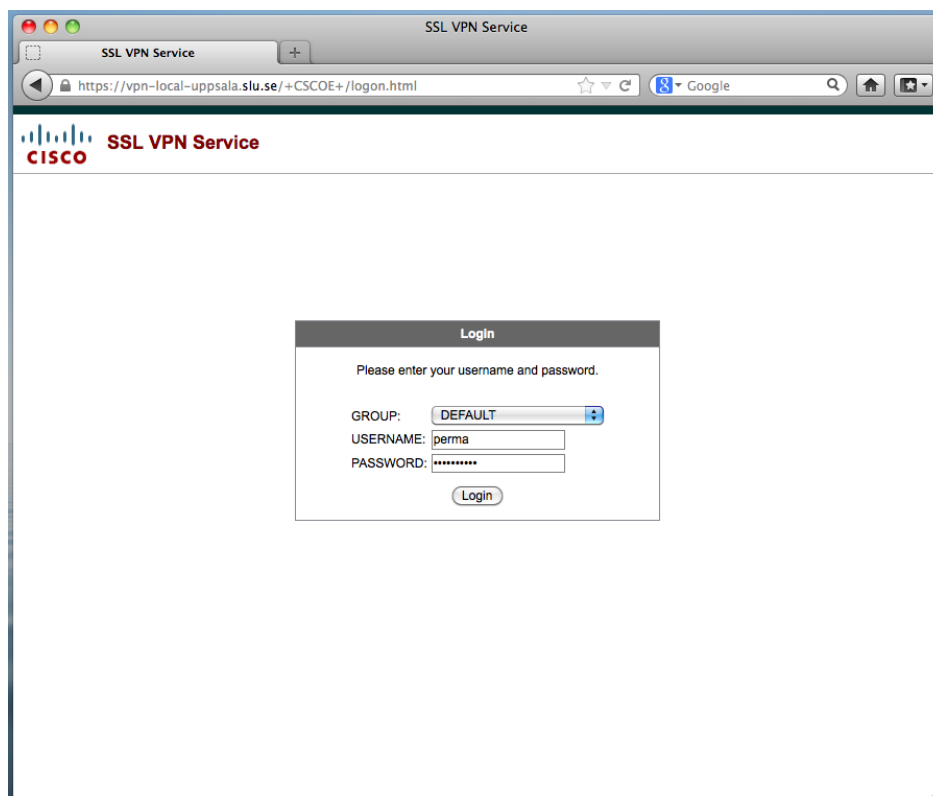 SSL VPN Service
SSL VPN Service
https://vpn-local-uppsala.slu.se/+CSCOE+/logon.html
Google
CISCO SSL VPN Service
Login
Please enter your username and password.
GROUP: DEFAULT
USERNAME: perma
PASSWORD: ••••••••••
Login